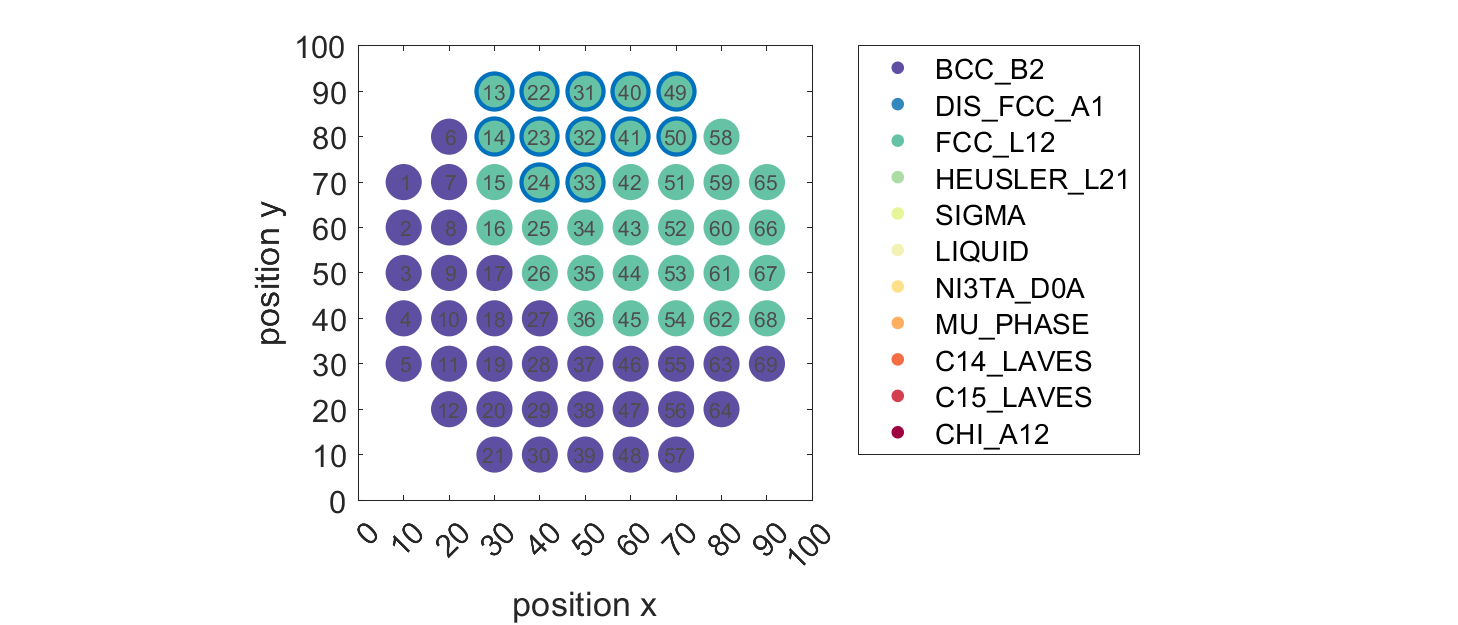 100
90
80
70
60
50
40
30
20
10
0
position y
13 22 31 40 49
6 14 23 32 41 50 58
1 7 15 24 33 42 51 59 65
2 8 16 25 34 43 52 60 66
3 9 17 26 35 44 53 61 67
4 10 18 27 36 45 54 62 68
5 11 19 28 37 46 55 63 69
12 20 29 38 47 56 64
21 30 39 48 57
0 10 20 30 40 50 60 70 80 90 100
position x
BCC_B2
DIS_FCC_A1
FCC_L12
HEUSLER_L21
SIGMA
LIQUID
NI3TA_D0A
MU_PHASE
C14_LAVES
C15_LAVES
CHI_A12